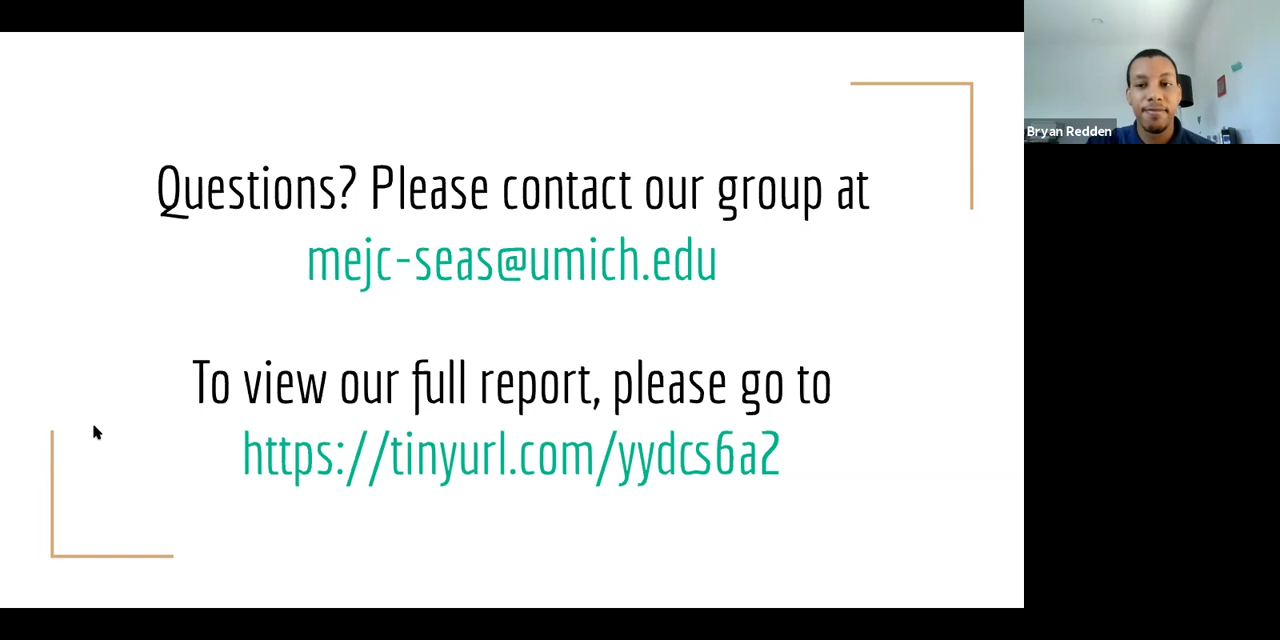 Questions? Please contact our group at
mejc-seas@umich.edu
To view our full report, please go to
https://tinyurl.com/yydcs6a2
Bryan Redden